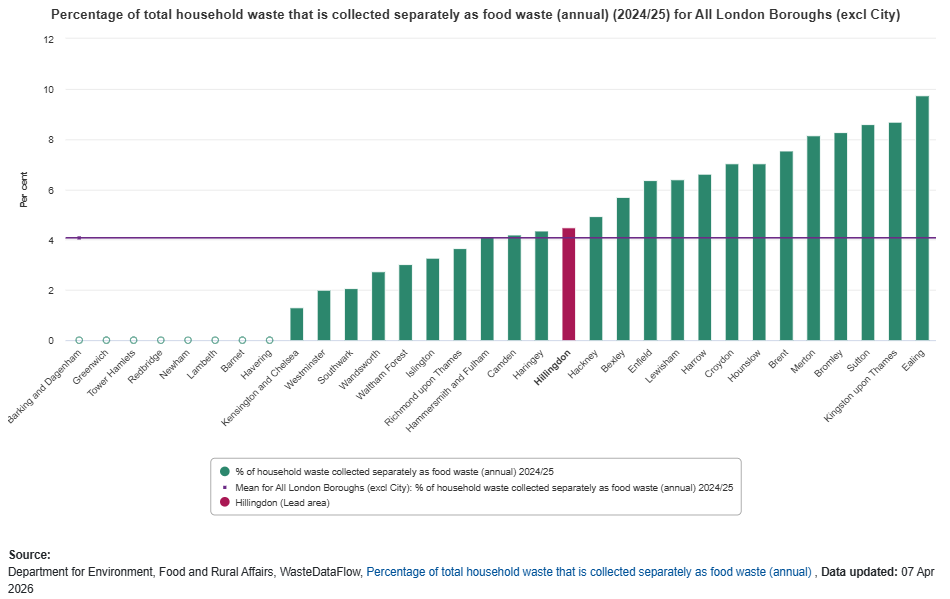 Percentage of total household waste that is collected separately as food waste (annual) (2024/25) for All London Boroughs (excl City)
12
10
8
6
4
2
0
Per cent
Barking and Dagenham
Greenwich
Tower Hamlets
Redbridge
Newham
Lambeth
Barnet
Havering
Kensington and Chelsea
Westminster
Southwark
Wandsworth
Waltham Forest
Islington
Richmond upon Thames
Hammersmith and Fulham
Camden
Haringey
Hillingdon
Hackney
Bexley
Enfield
Lewisham
Harrow
Croydon
Hounslow
Brent
Merton
Bromley
Sutton
Kingston upon Thames
Ealing
% of household waste collected separately as food waste (annual) 2024/25
Mean for All London Boroughs (excl City): % of household waste collected separately as food waste (annual) 2024/25
Hillingdon (Lead area)
Source:
Department for Environment, Food and Rural Affairs, WasteDataFlow, Percentage of total household waste that is collected separately as food waste (annual) , Data updated: 07 Apr
2026